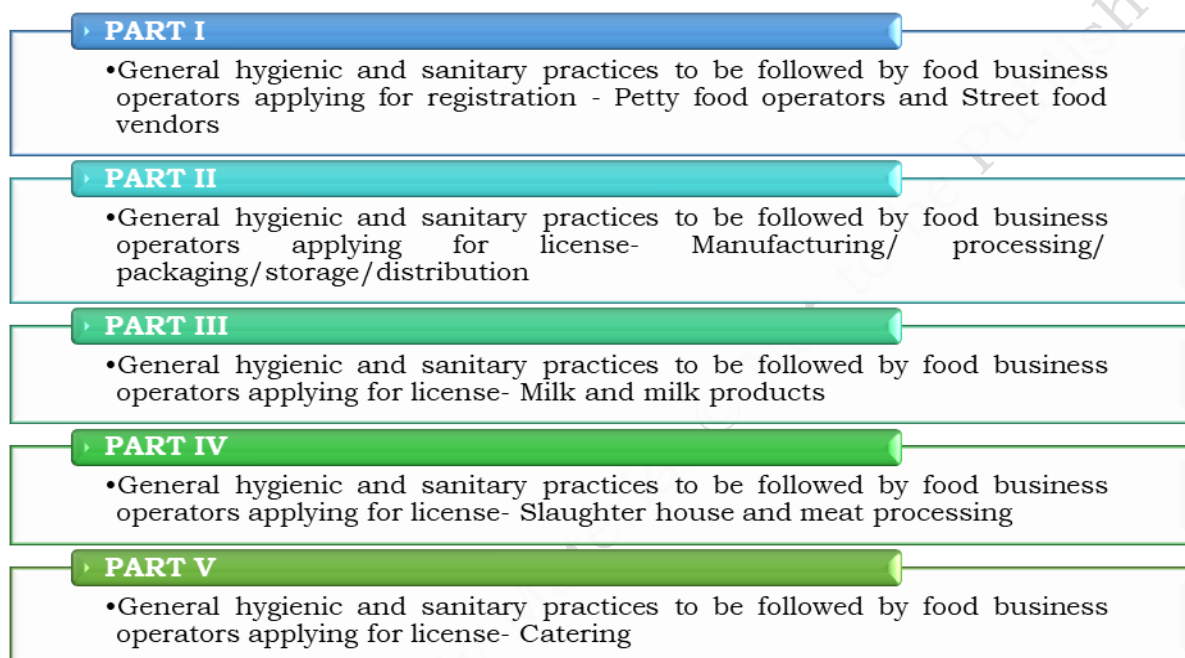 PART I
•General hygienic and sanitary practices to be followed by food business
operators applying for registration - Petty food operators and Street food
vendors
PART II
•General hygienic and sanitary practices to be followed by food business
operators applying for license- Manufacturing/ processing/
packaging/storage/distribution
PART III
•General hygienic and sanitary practices to be followed by food business
operators applying for license- Milk and milk products
PART IV
•General hygienic and sanitary practices to be followed by food business
operators applying for license- Slaughter house and meat processing
PART V
•General hygienic and sanitary practices to be followed by food business
operators applying for license- Catering